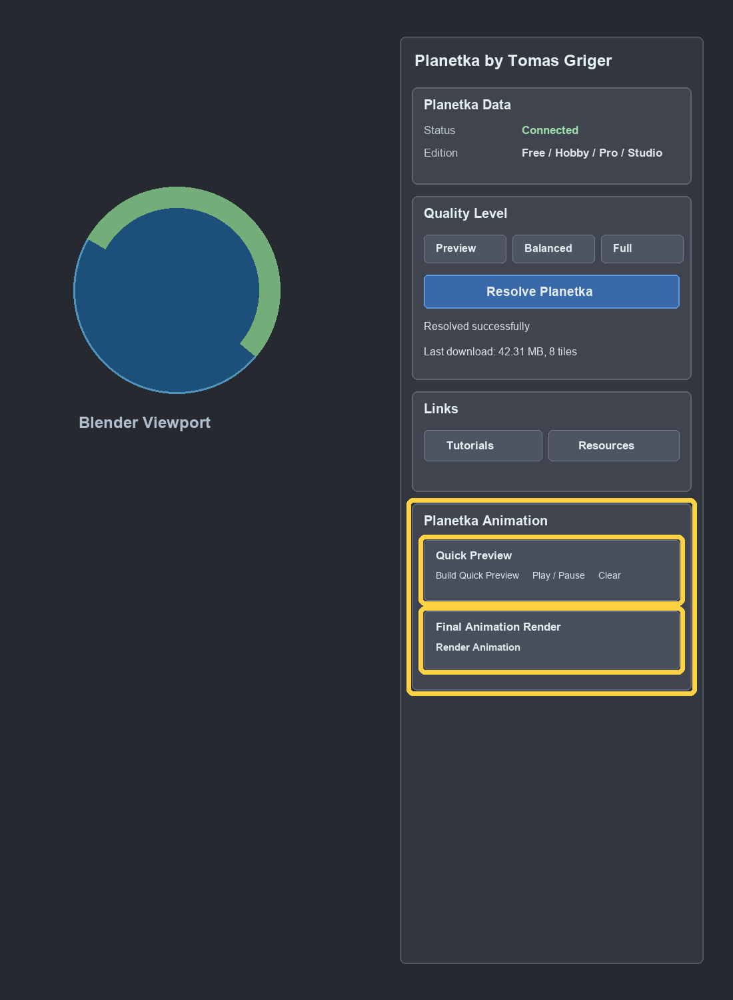 Planetka by Tomas Griger
Planetka Data
Status Connected
Edition Free / Hobby / Pro / Studio
Quality Level
Preview Balanced Full
Resolve Planetka
Resolved successfully
Last download: 42.31 MB, 8 tiles
Blender Viewport
Links
Tutorials Resources
Planetka Animation
Quick Preview
Build Quick Preview Play / Pause Clear
Final Animation Render
Render Animation